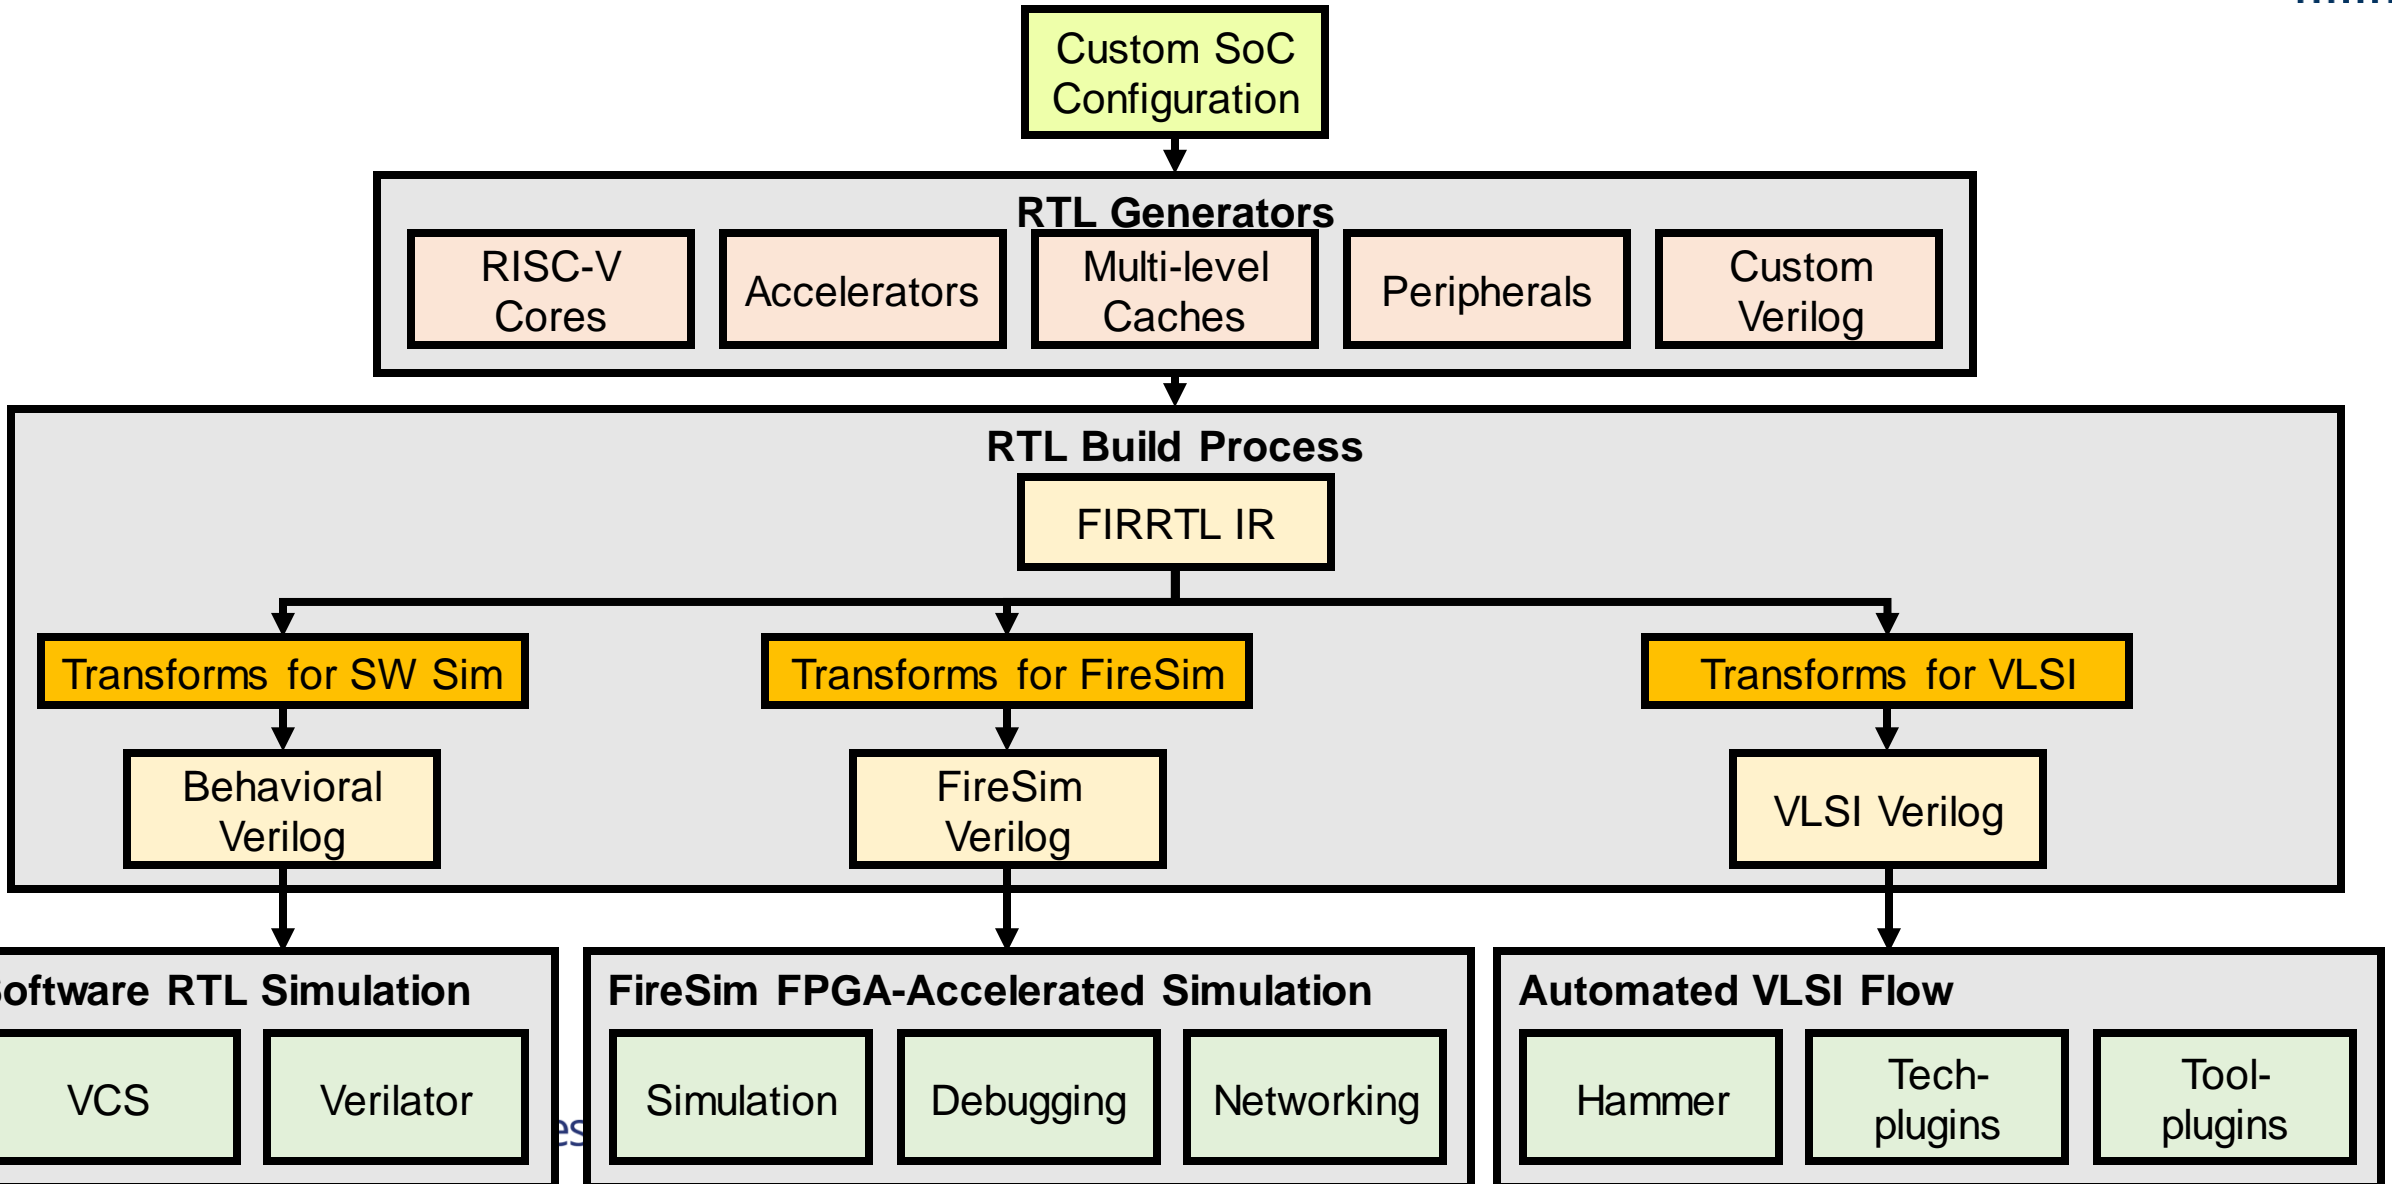 Custom SoC
Configuration
RTL Generators
RISC-V
Cores
Accelerators
Multi-level
Caches
Peripherals
Custom
Verilog
RTL Build Process
FIRRTL IR
Transforms for SW Sim
Transforms for FireSim
Transforms for VLSI
Behavioral
Verilog
FireSim
Verilog
VLSI Verilog
Software RTL Simulation
VCS
Verilator
FireSim FPGA-Accelerated Simulation
Simulation
Debugging
Networking
Automated VLSI Flow
Hammer
Tech-
plugins
Tool-
plugins